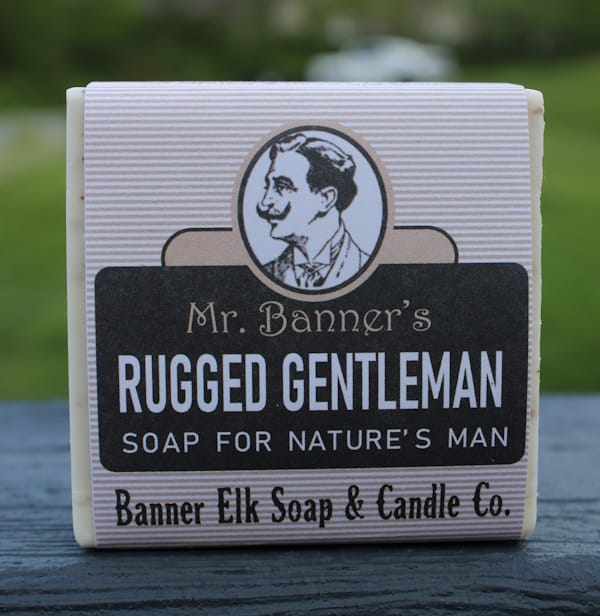 Mr. Banner's
RUGGED GENTLEMAN
SOAP FOR NATURE'S MAN
Banner Elk Soap & Candle Co.